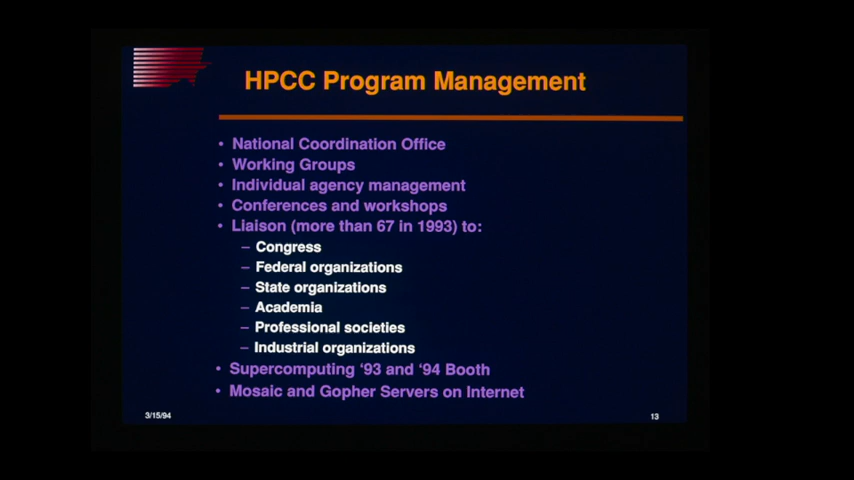 HPCC Program Management
• National Coordination Office
• Working Groups
• Individual agency management
• Conferences and workshops
• Liaison (more than 67 in 1993) to:
– Congress
– Federal organizations
– State organizations
– Academia
– Professional societies
– Industrial organizations
• Supercomputing ‘93 and ‘94 Booth
• Mosaic and Gopher Servers on Internet
3/15/94
13